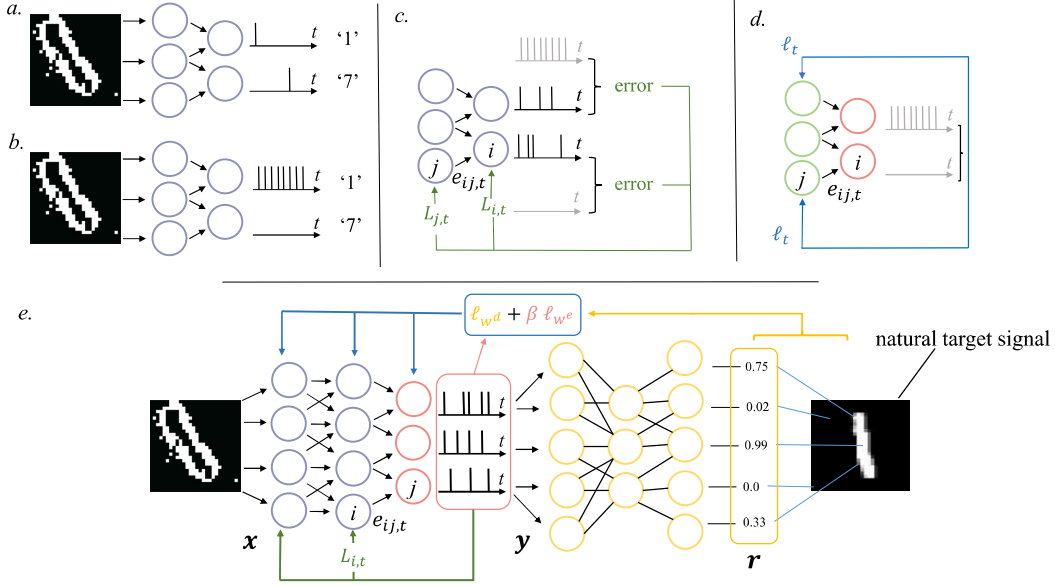 a.
t
'1'
t
'7'
b.
t
'1'
t
'7'
c.
t
error
t
t
j
i
e_{ij,t}
error
L_{j,t}
L_{i,t}
t
d.
ℓ_t
t
j
i
e_{ij,t}
t
ℓ_t
e.
ℓ_{w^d} + β ℓ_{w^e}
natural target signal
t
0.75
0.02
t
0.99
t
j
0.0
i
e_{ij,t}
0.33
x
L_{i,t}
y
r